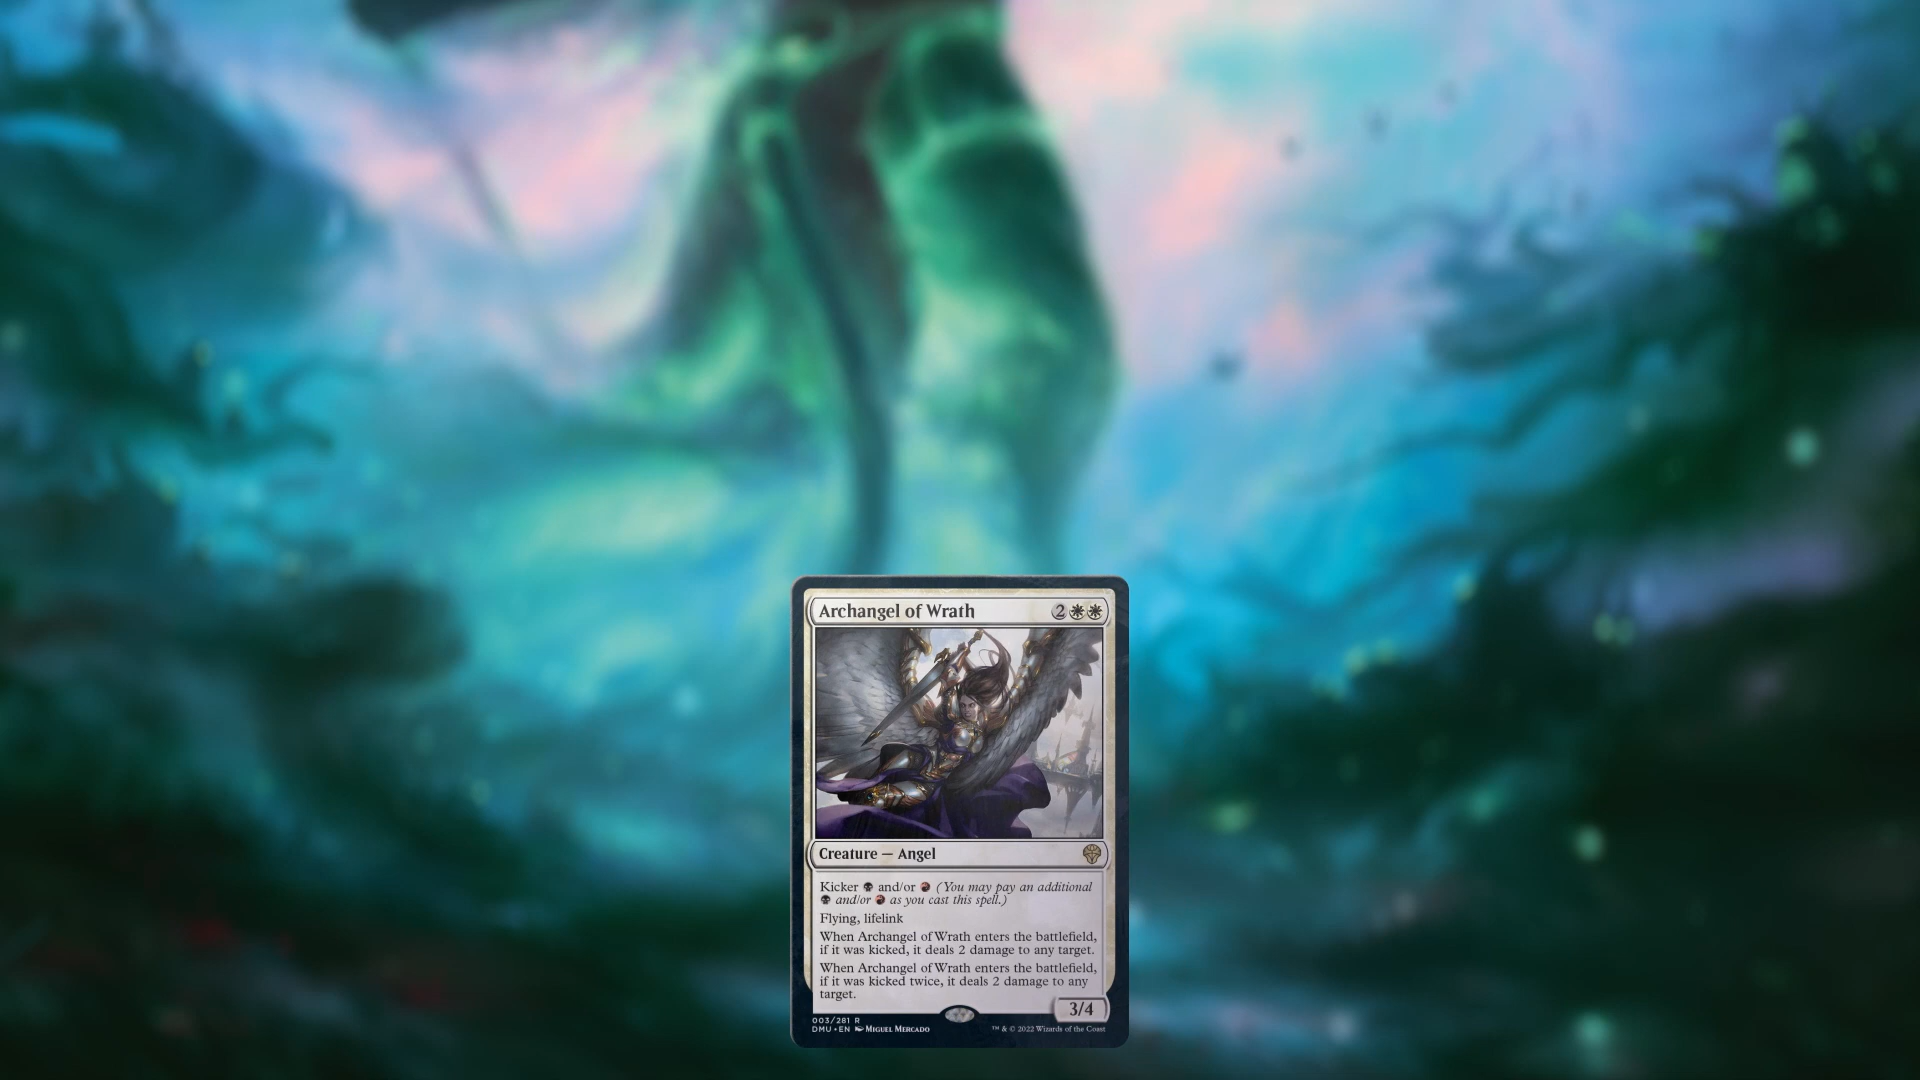 Archangel of Wrath 2
Creature — Angel
Kicker and/or (You may pay an additional
and/or as you cast this spell.)
Flying, lifelink
When Archangel of Wrath enters the battlefield,
if it was kicked, it deals 2 damage to any target.
When Archangel of Wrath enters the battlefield,
if it was kicked twice, it deals 2 damage to any
target.
3/4
003/281 R
DMU • EN Miguel Mercado ™ & © 2022 Wizards of the Coast